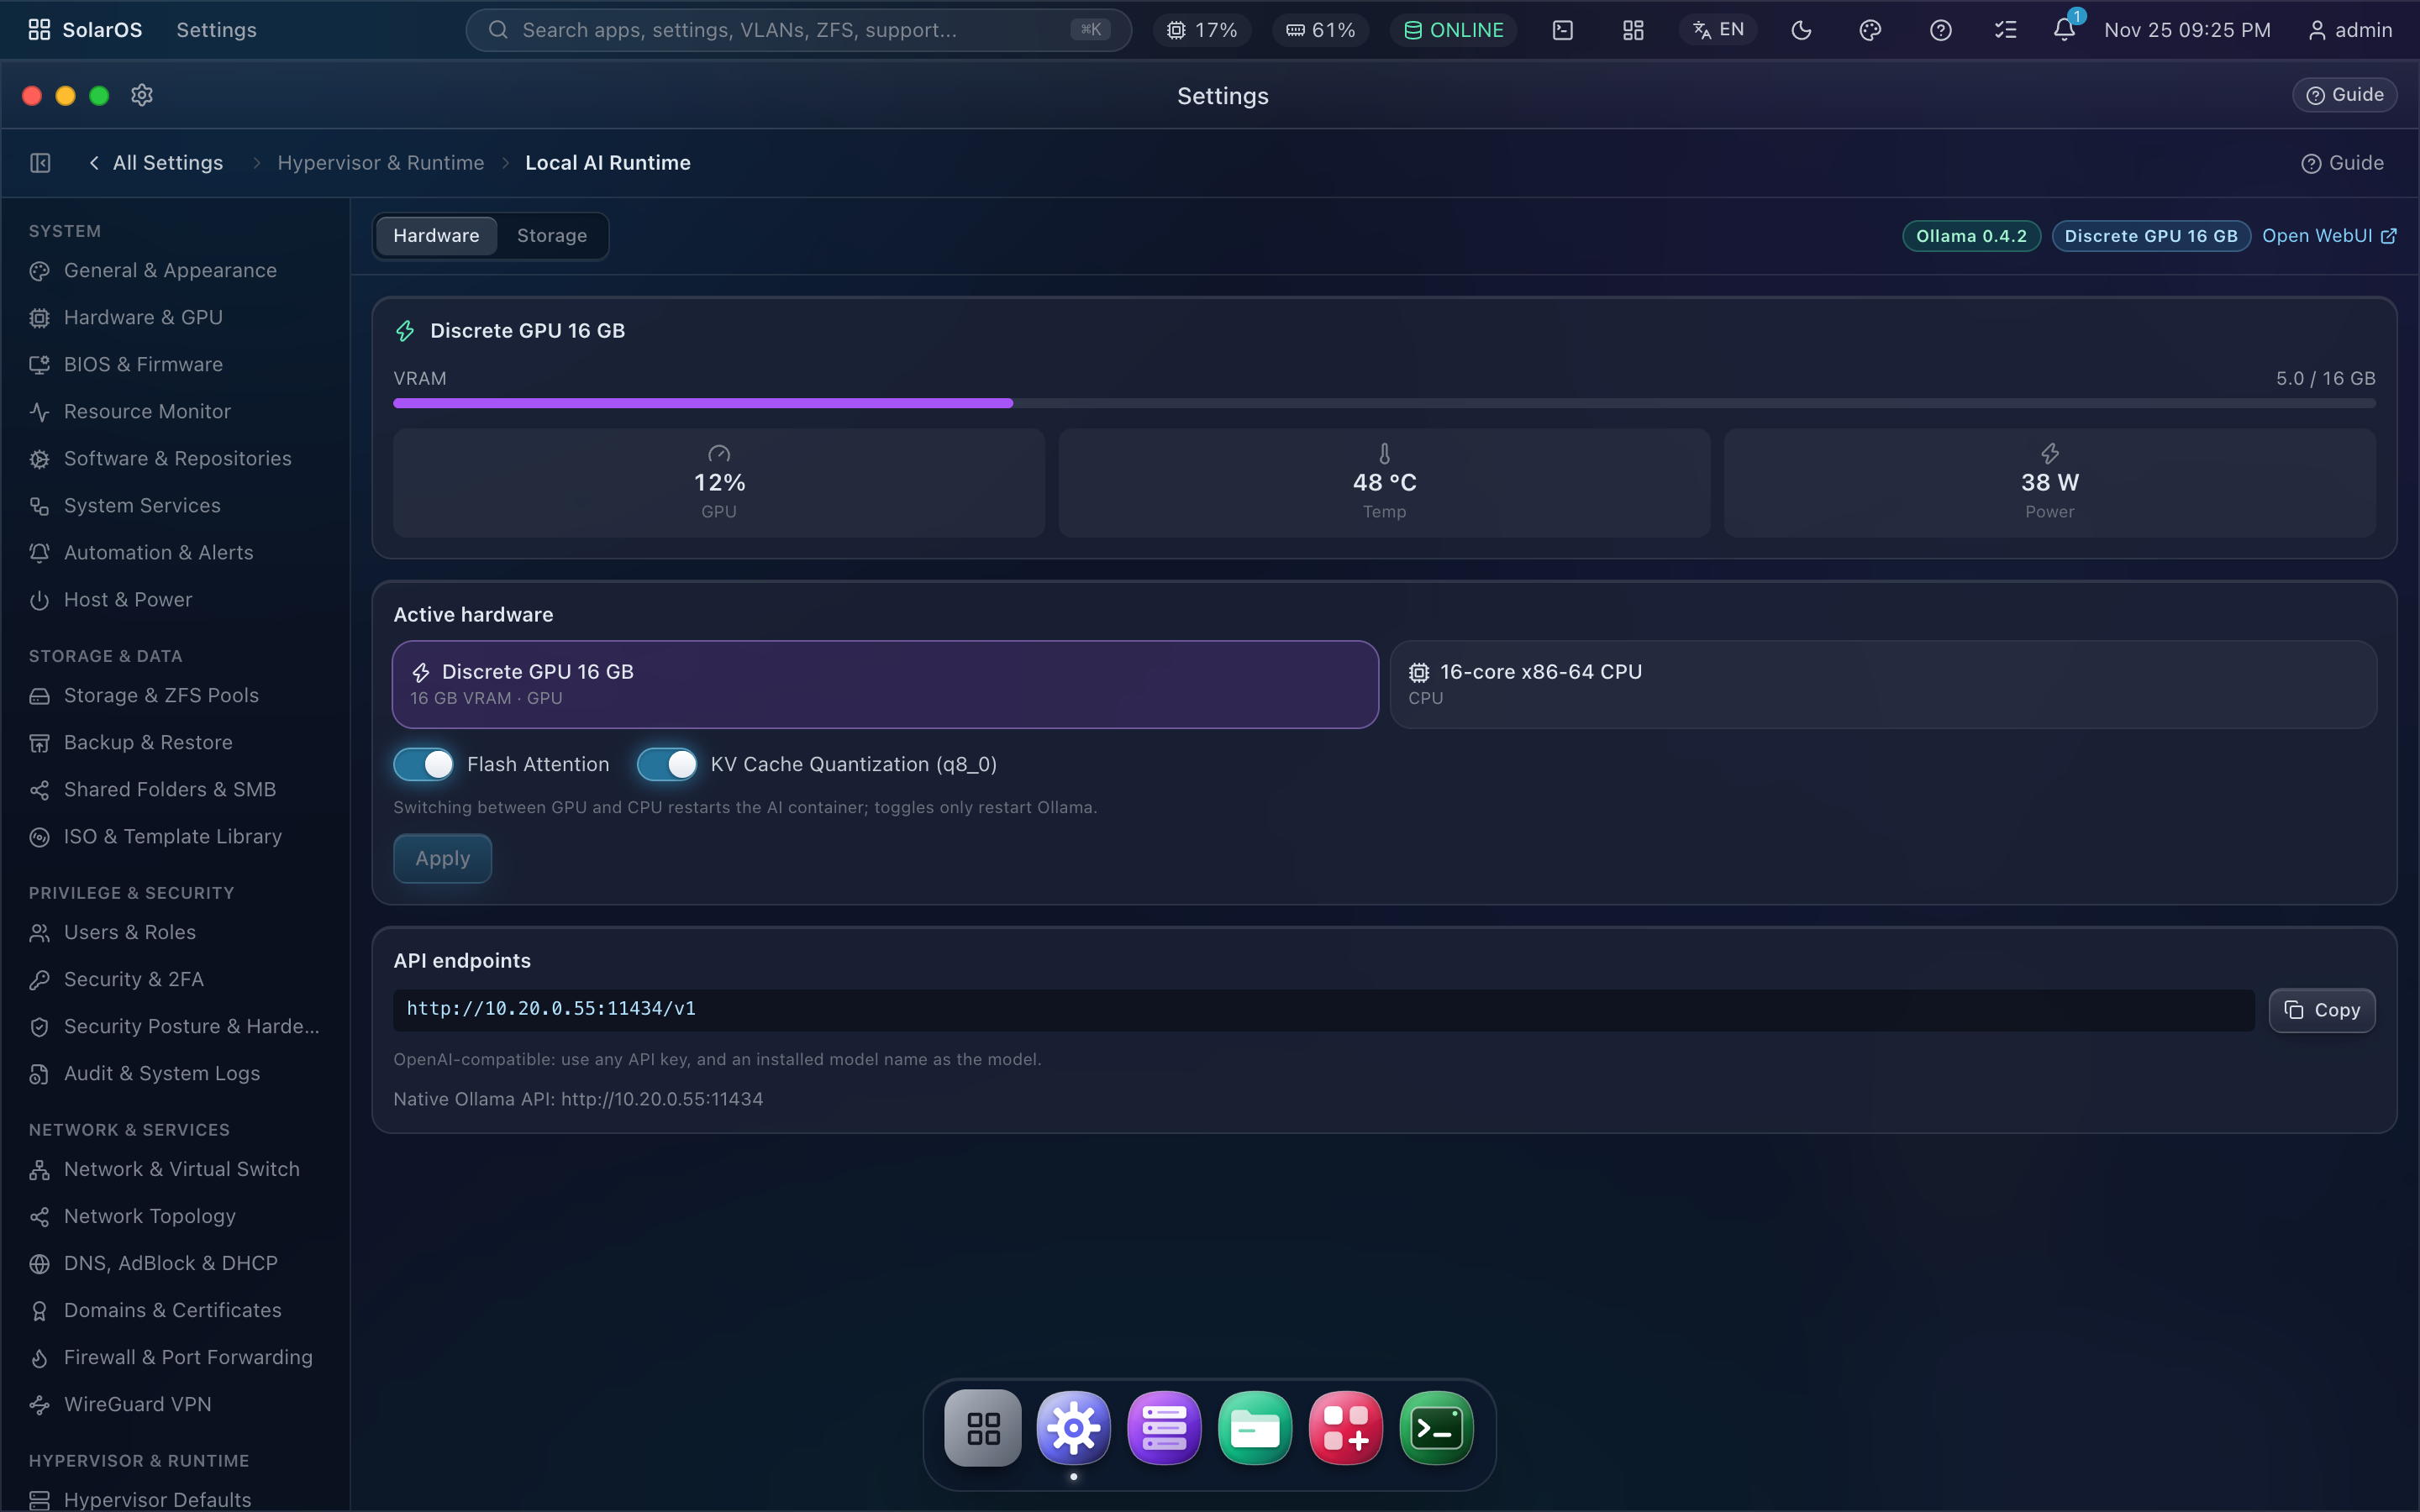 SolarOS Settings Search apps, settings, VLANs, ZFS, support... ⌘K 17% 61% ONLINE EN 1 Nov 25 09:25 PM admin
Settings Guide
All Settings Hypervisor & Runtime Local AI Runtime Guide
SYSTEM
General & Appearance
Hardware & GPU
BIOS & Firmware
Resource Monitor
Software & Repositories
System Services
Automation & Alerts
Host & Power
STORAGE & DATA
Storage & ZFS Pools
Backup & Restore
Shared Folders & SMB
ISO & Template Library
PRIVILEGE & SECURITY
Users & Roles
Security & 2FA
Security Posture & Harde...
Audit & System Logs
NETWORK & SERVICES
Network & Virtual Switch
Network Topology
DNS, AdBlock & DHCP
Domains & Certificates
Firewall & Port Forwarding
WireGuard VPN
HYPERVISOR & RUNTIME
Hypervisor Defaults
Hardware Storage Ollama 0.4.2 Discrete GPU 16 GB Open WebUI
Discrete GPU 16 GB
VRAM 5.0 / 16 GB
12% 48 °C 38 W
GPU Temp Power
Active hardware
Discrete GPU 16 GB 16-core x86-64 CPU
16 GB VRAM · GPU CPU
Flash Attention KV Cache Quantization (q8_0)
Switching between GPU and CPU restarts the AI container; toggles only restart Ollama.
Apply
API endpoints
http://10.20.0.55:11434/v1 Copy
OpenAI-compatible: use any API key, and an installed model name as the model.
Native Ollama API: http://10.20.0.55:11434